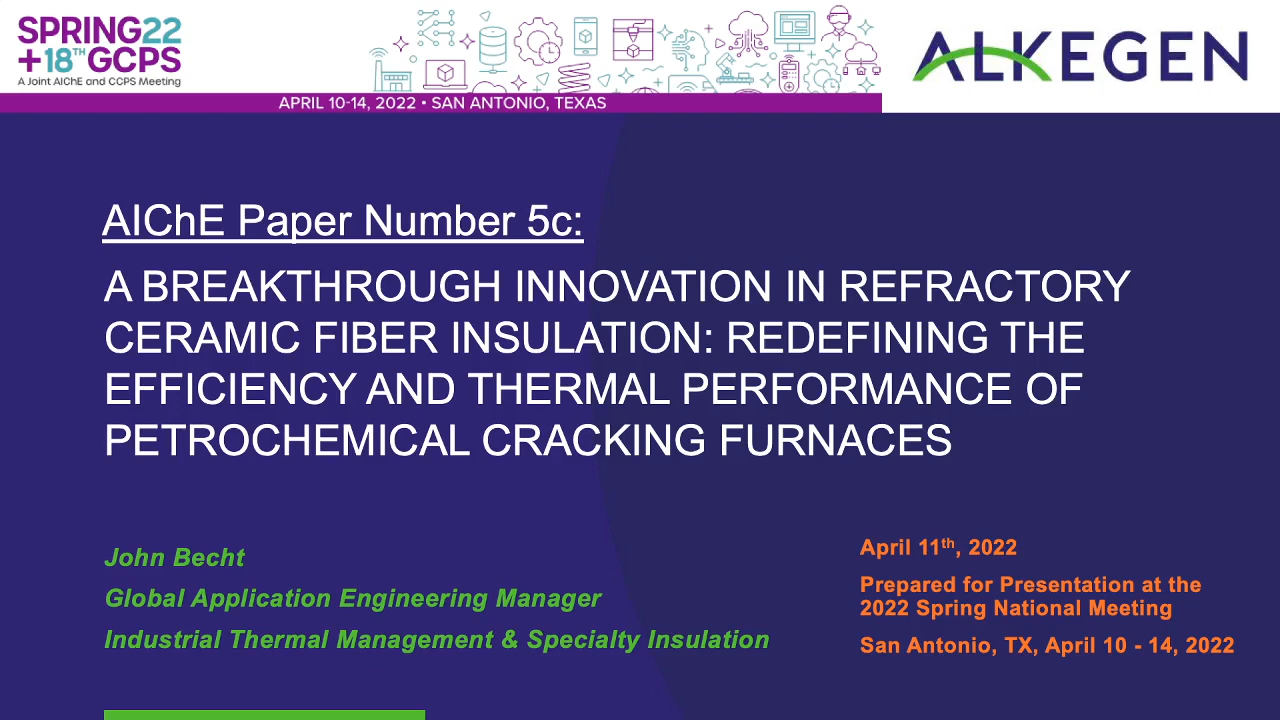 SPRING22
+18TH GCPS
A Joint AIChE and CCPS Meeting
APRIL 10-14, 2022 • SAN ANTONIO, TEXAS
ALKEGEN
AIChE Paper Number 5c:
A BREAKTHROUGH INNOVATION IN REFRACTORY
CERAMIC FIBER INSULATION: REDEFINING THE
EFFICIENCY AND THERMAL PERFORMANCE OF
PETROCHEMICAL CRACKING FURNACES
John Becht
Global Application Engineering Manager
Industrial Thermal Management & Specialty Insulation
April 11th, 2022
Prepared for Presentation at the
2022 Spring National Meeting
San Antonio, TX, April 10 - 14, 2022